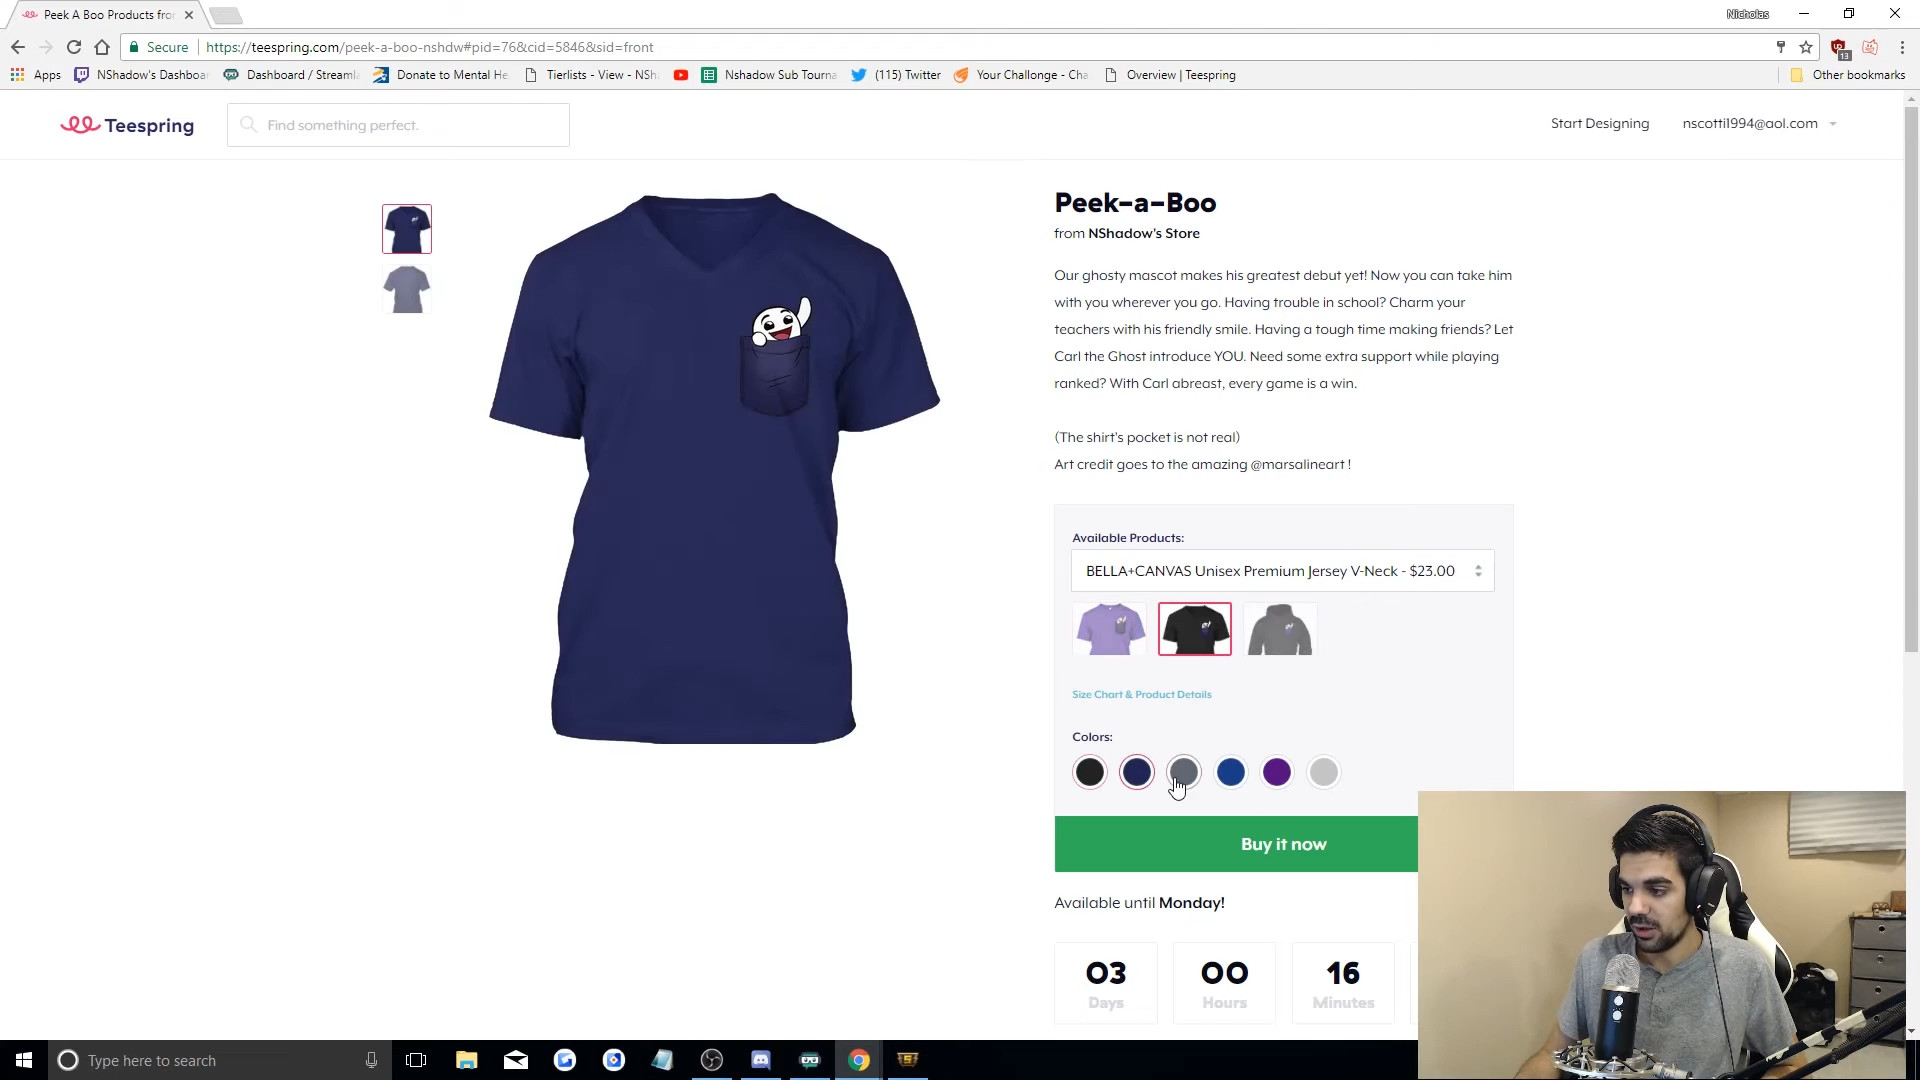 Peek A Boo Products fror
Nicholas
Secure
https://teespring.com/peek-a-boo-nshdw#pid=76&cid=5846&sid=front
13
Apps
NShadow's Dashboa
Dashboard / Streaml
Donate to Mental He
Tierlists - View - NSh
Nshadow Sub Tourna
(115) Twitter
Your Challonge - Cha
Overview | Teespring
Other bookmarks
Teespring
Find something perfect.
Start Designing
nscotti1994@aol.com
Peek-a-Boo
from NShadow's Store
Our ghosty mascot makes his greatest debut yet! Now you can take him
with you wherever you go. Having trouble in school? Charm your
teachers with his friendly smile. Having a tough time making friends? Let
Carl the Ghost introduce YOU. Need some extra support while playing
ranked? With Carl abreast, every game is a win.
(The shirt's pocket is not real)
Art credit goes to the amazing @marsalineart !
Available Products:
BELLA+CANVAS Unisex Premium Jersey V-Neck - $23.00
Size Chart & Product Details
Colors:
Buy it now
Available until Monday!
03
00
16
Days
Hours
Minutes
Type here to search